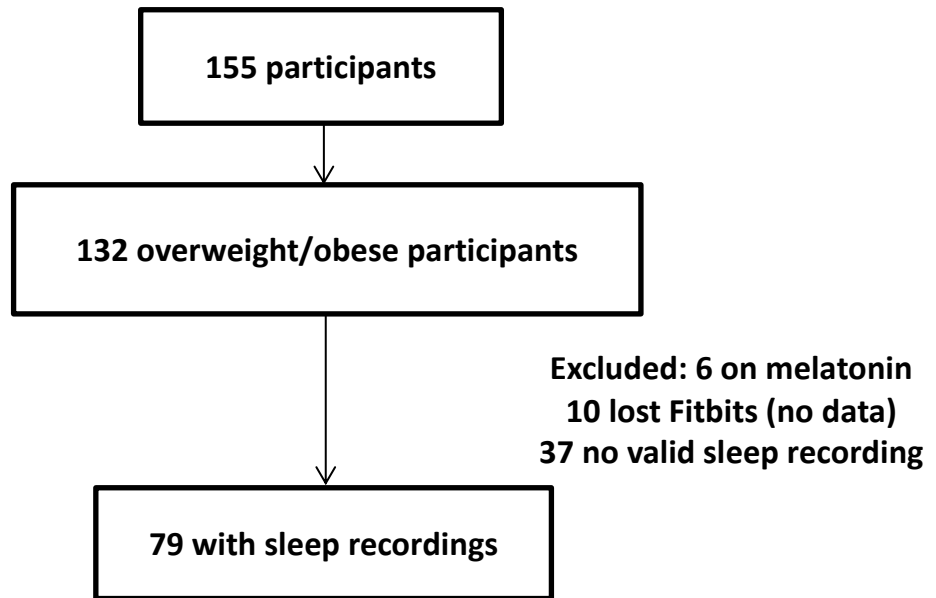 155 participants
132 overweight/obese participants
Excluded: 6 on melatonin
10 lost Fitbits (no data)
37 no valid sleep recording
79 with sleep recordings